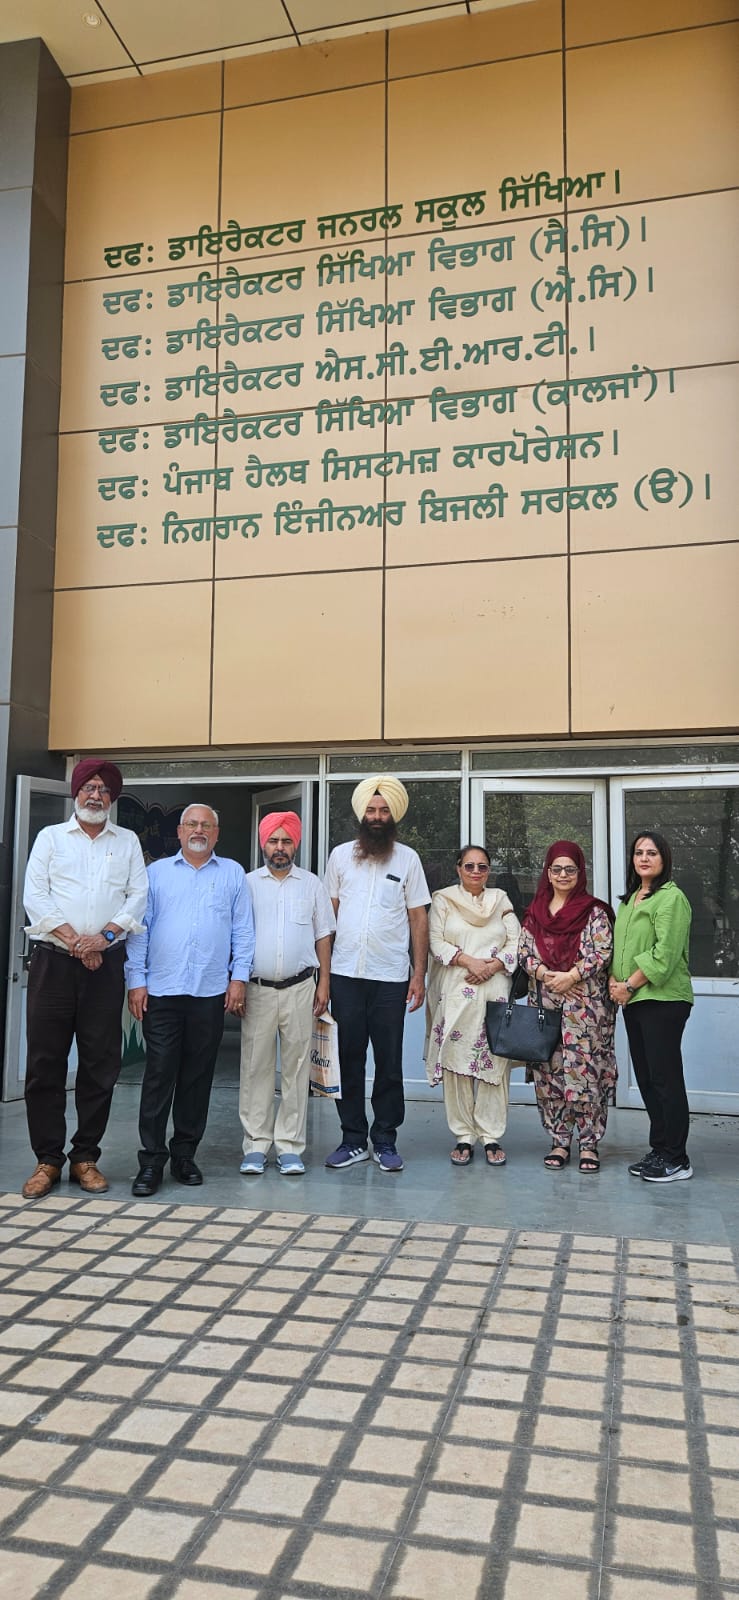 ਦਫ: ਡਾਇਰੈਕਟਰ ਜਨਰਲ ਸਕੂਲ ਸਿੱਖਿਆ।
ਦਫ: ਡਾਇਰੈਕਟਰ ਸਿੱਖਿਆ ਵਿਭਾਗ (ਸੈ.ਸਿ)।
ਦਫ: ਡਾਇਰੈਕਟਰ ਸਿੱਖਿਆ ਵਿਭਾਗ (ਐ.ਸਿ)।
ਦਫ: ਡਾਇਰੈਕਟਰ ਐਸ.ਸੀ.ਈ.ਆਰ.ਟੀ.।
ਦਫ: ਡਾਇਰੈਕਟਰ ਸਿੱਖਿਆ ਵਿਭਾਗ (ਕਾਲਜਾਂ)।
ਦਫ: ਪੰਜਾਬ ਹੈਲਥ ਸਿਸਟਮਜ਼ ਕਾਰਪੋਰੇਸ਼ਨ।
ਦਫ: ਨਿਗਰਾਨ ਇੰਜੀਨਅਰ ਬਿਜਲੀ ਸਰਕਲ (ੳ)।